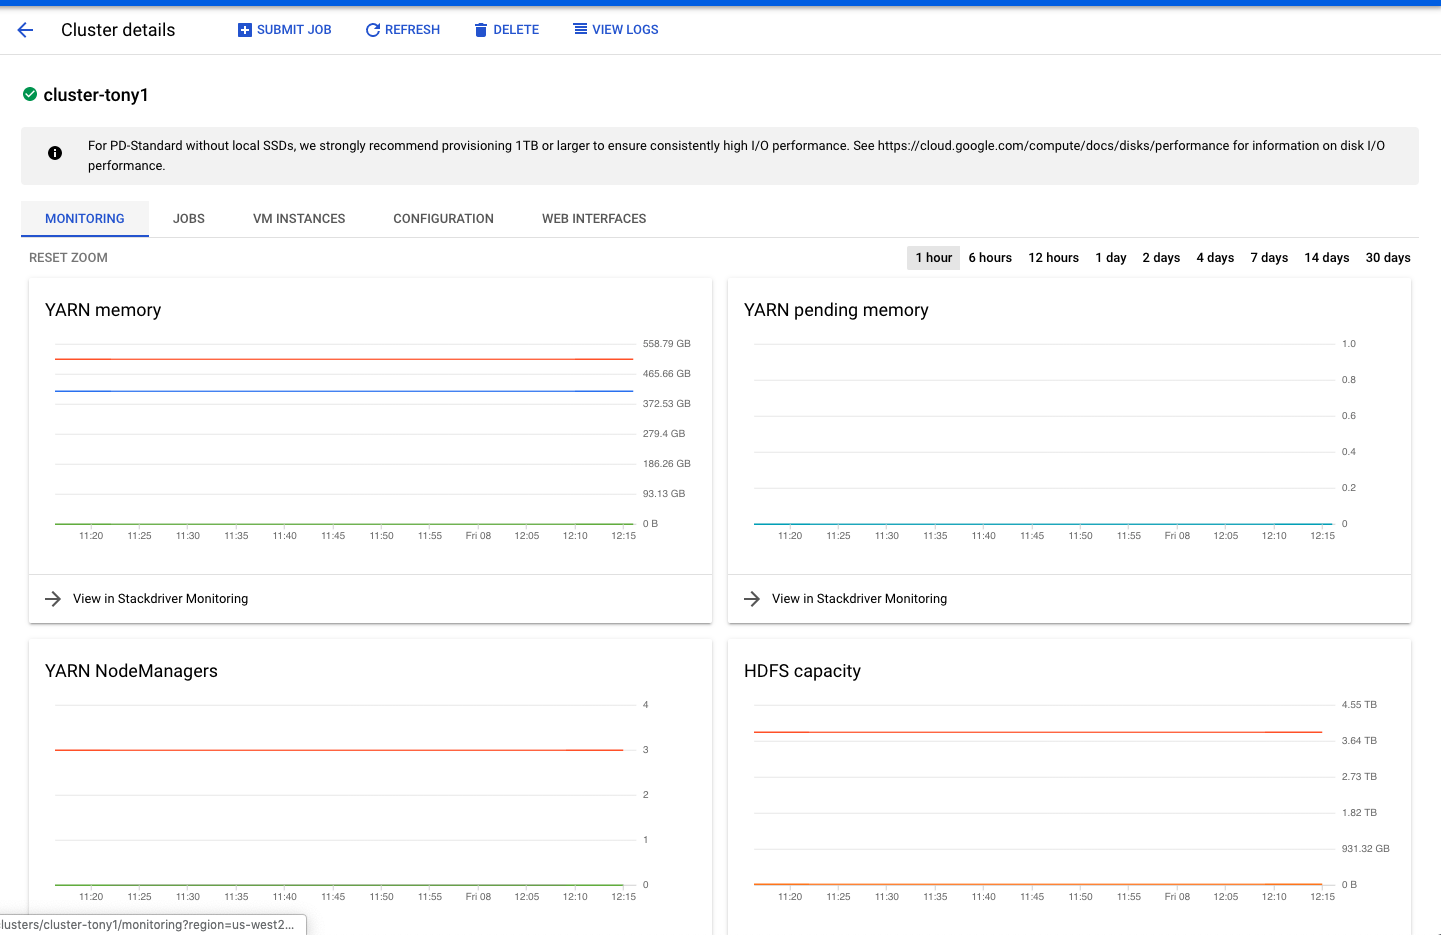 Cluster details
SUBMIT JOB
REFRESH
DELETE
VIEW LOGS
cluster-tony1
For PD-Standard without local SSDs, we strongly recommend provisioning 1TB or larger to ensure consistently high I/O performance. See https://cloud.google.com/compute/docs/disks/performance for information on disk I/O
performance.
MONITORING
JOBS
VM INSTANCES
CONFIGURATION
WEB INTERFACES
RESET ZOOM
1 hour
6 hours
12 hours
1 day
2 days
4 days
7 days
14 days
30 days
YARN memory
558.79 GB
465.66 GB
372.53 GB
279.4 GB
186.26 GB
93.13 GB
0 B
11:20 11:25 11:30 11:35 11:40 11:45 11:50 11:55 Fri 08 12:05 12:10 12:15
View in Stackdriver Monitoring
YARN pending memory
1.0
0.8
0.6
0.4
0.2
0
11:20 11:25 11:30 11:35 11:40 11:45 11:50 11:55 Fri 08 12:05 12:10 12:15
View in Stackdriver Monitoring
YARN NodeManagers
4
3
2
1
0
11:20 11:25 11:30 11:35 11:40 11:45 11:50 11:55 Fri 08 12:05 12:10 12:15
HDFS capacity
4.55 TB
3.64 TB
2.73 TB
1.82 TB
931.32 GB
0 B
11:20 11:25 11:30 11:35 11:40 11:45 11:50 11:55 Fri 08 12:05 12:10 12:15
lusters/cluster-tony1/monitoring?region=us-west2...